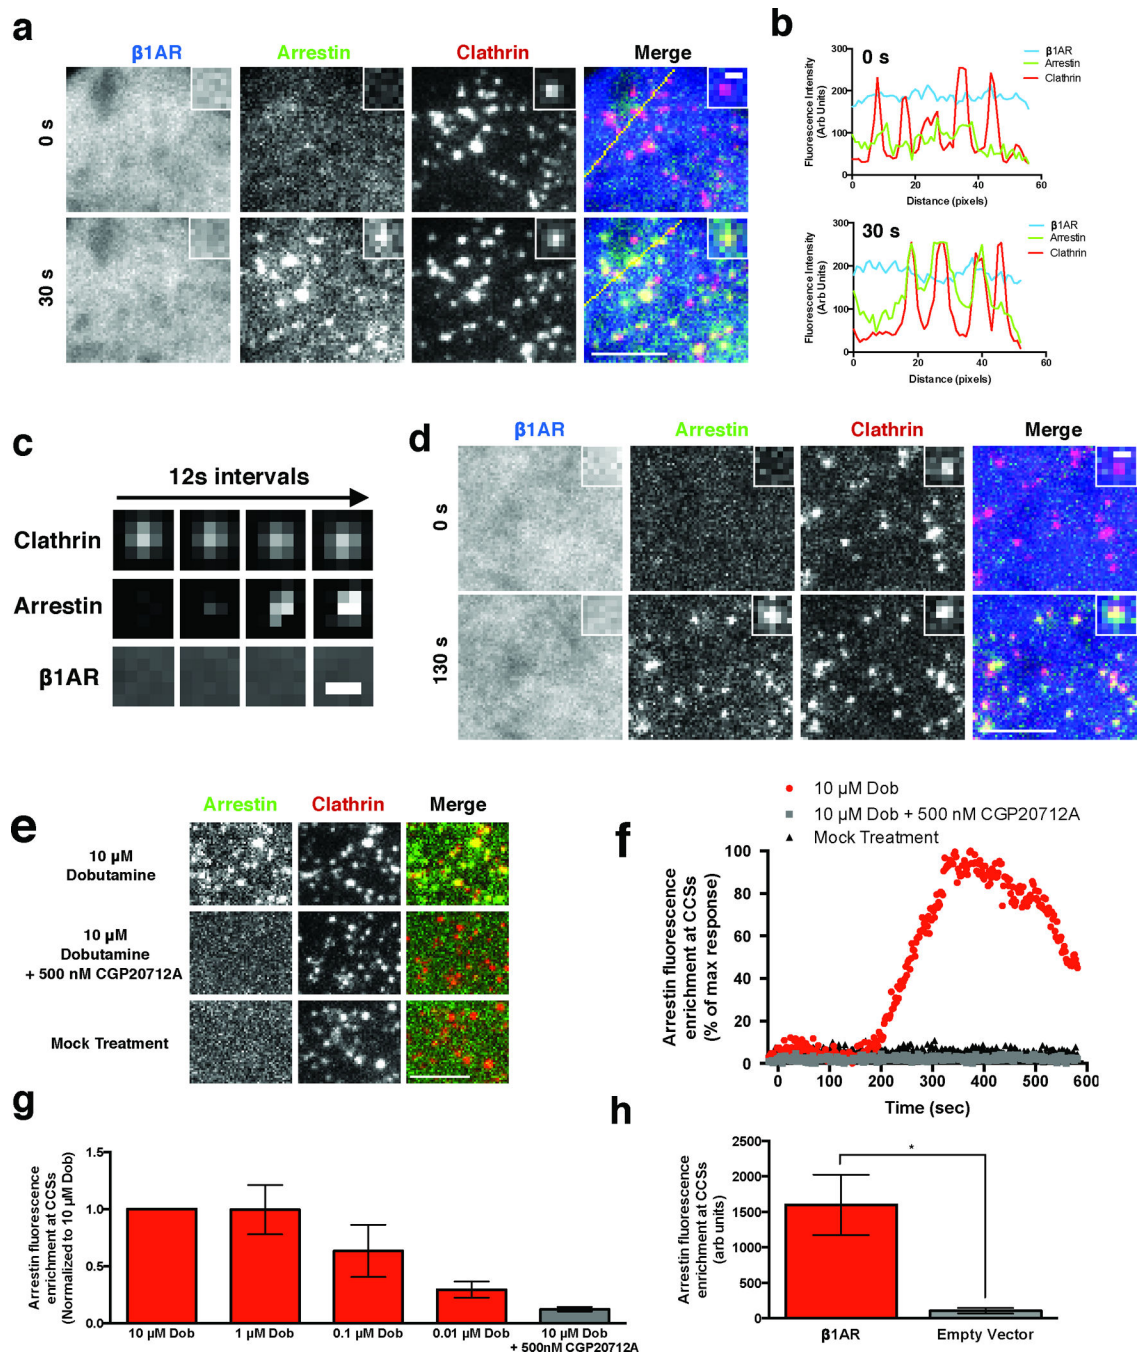 a
β1AR
Arrestin
Clathrin
Merge
0 s
30 s
b
0 s
β1AR
Arrestin
Clathrin
Fluorescence Intensity
(Arb Units)
300
200
100
0
0
20
40
60
Distance (pixels)
30 s
β1AR
Arrestin
Clathrin
Fluorescence Intensity
(Arb Units)
300
200
100
0
0
20
40
60
Distance (pixels)
c
12s intervals
Clathrin
Arrestin
β1AR
d
β1AR
Arrestin
Clathrin
Merge
0 s
130 s
e
Arrestin
Clathrin
Merge
10 µM
Dobutamine
10 µM
Dobutamine
+ 500 nM CGP20712A
Mock Treatment
f
10 µM Dob
10 µM Dob + 500 nM CGP20712A
Mock Treatment
Arrestin fluorescence
enrichment at CCSs
(% of max response)
100
80
60
40
20
0
0
100
200
300
400
500
600
Time (sec)
g
Arrestin fluorescence
enrichment at CCSs
(Normalized to 10 µM Dob)
1.5
1.0
0.5
0.0
10 µM Dob
1 µM Dob
0.1 µM Dob
0.01 µM Dob
10 µM Dob
+ 500nM CGP20712A
h
Arrestin fluorescence
enrichment at CCSs
(arb units)
2500
2000
1500
1000
500
0
*
β1AR
Empty Vector